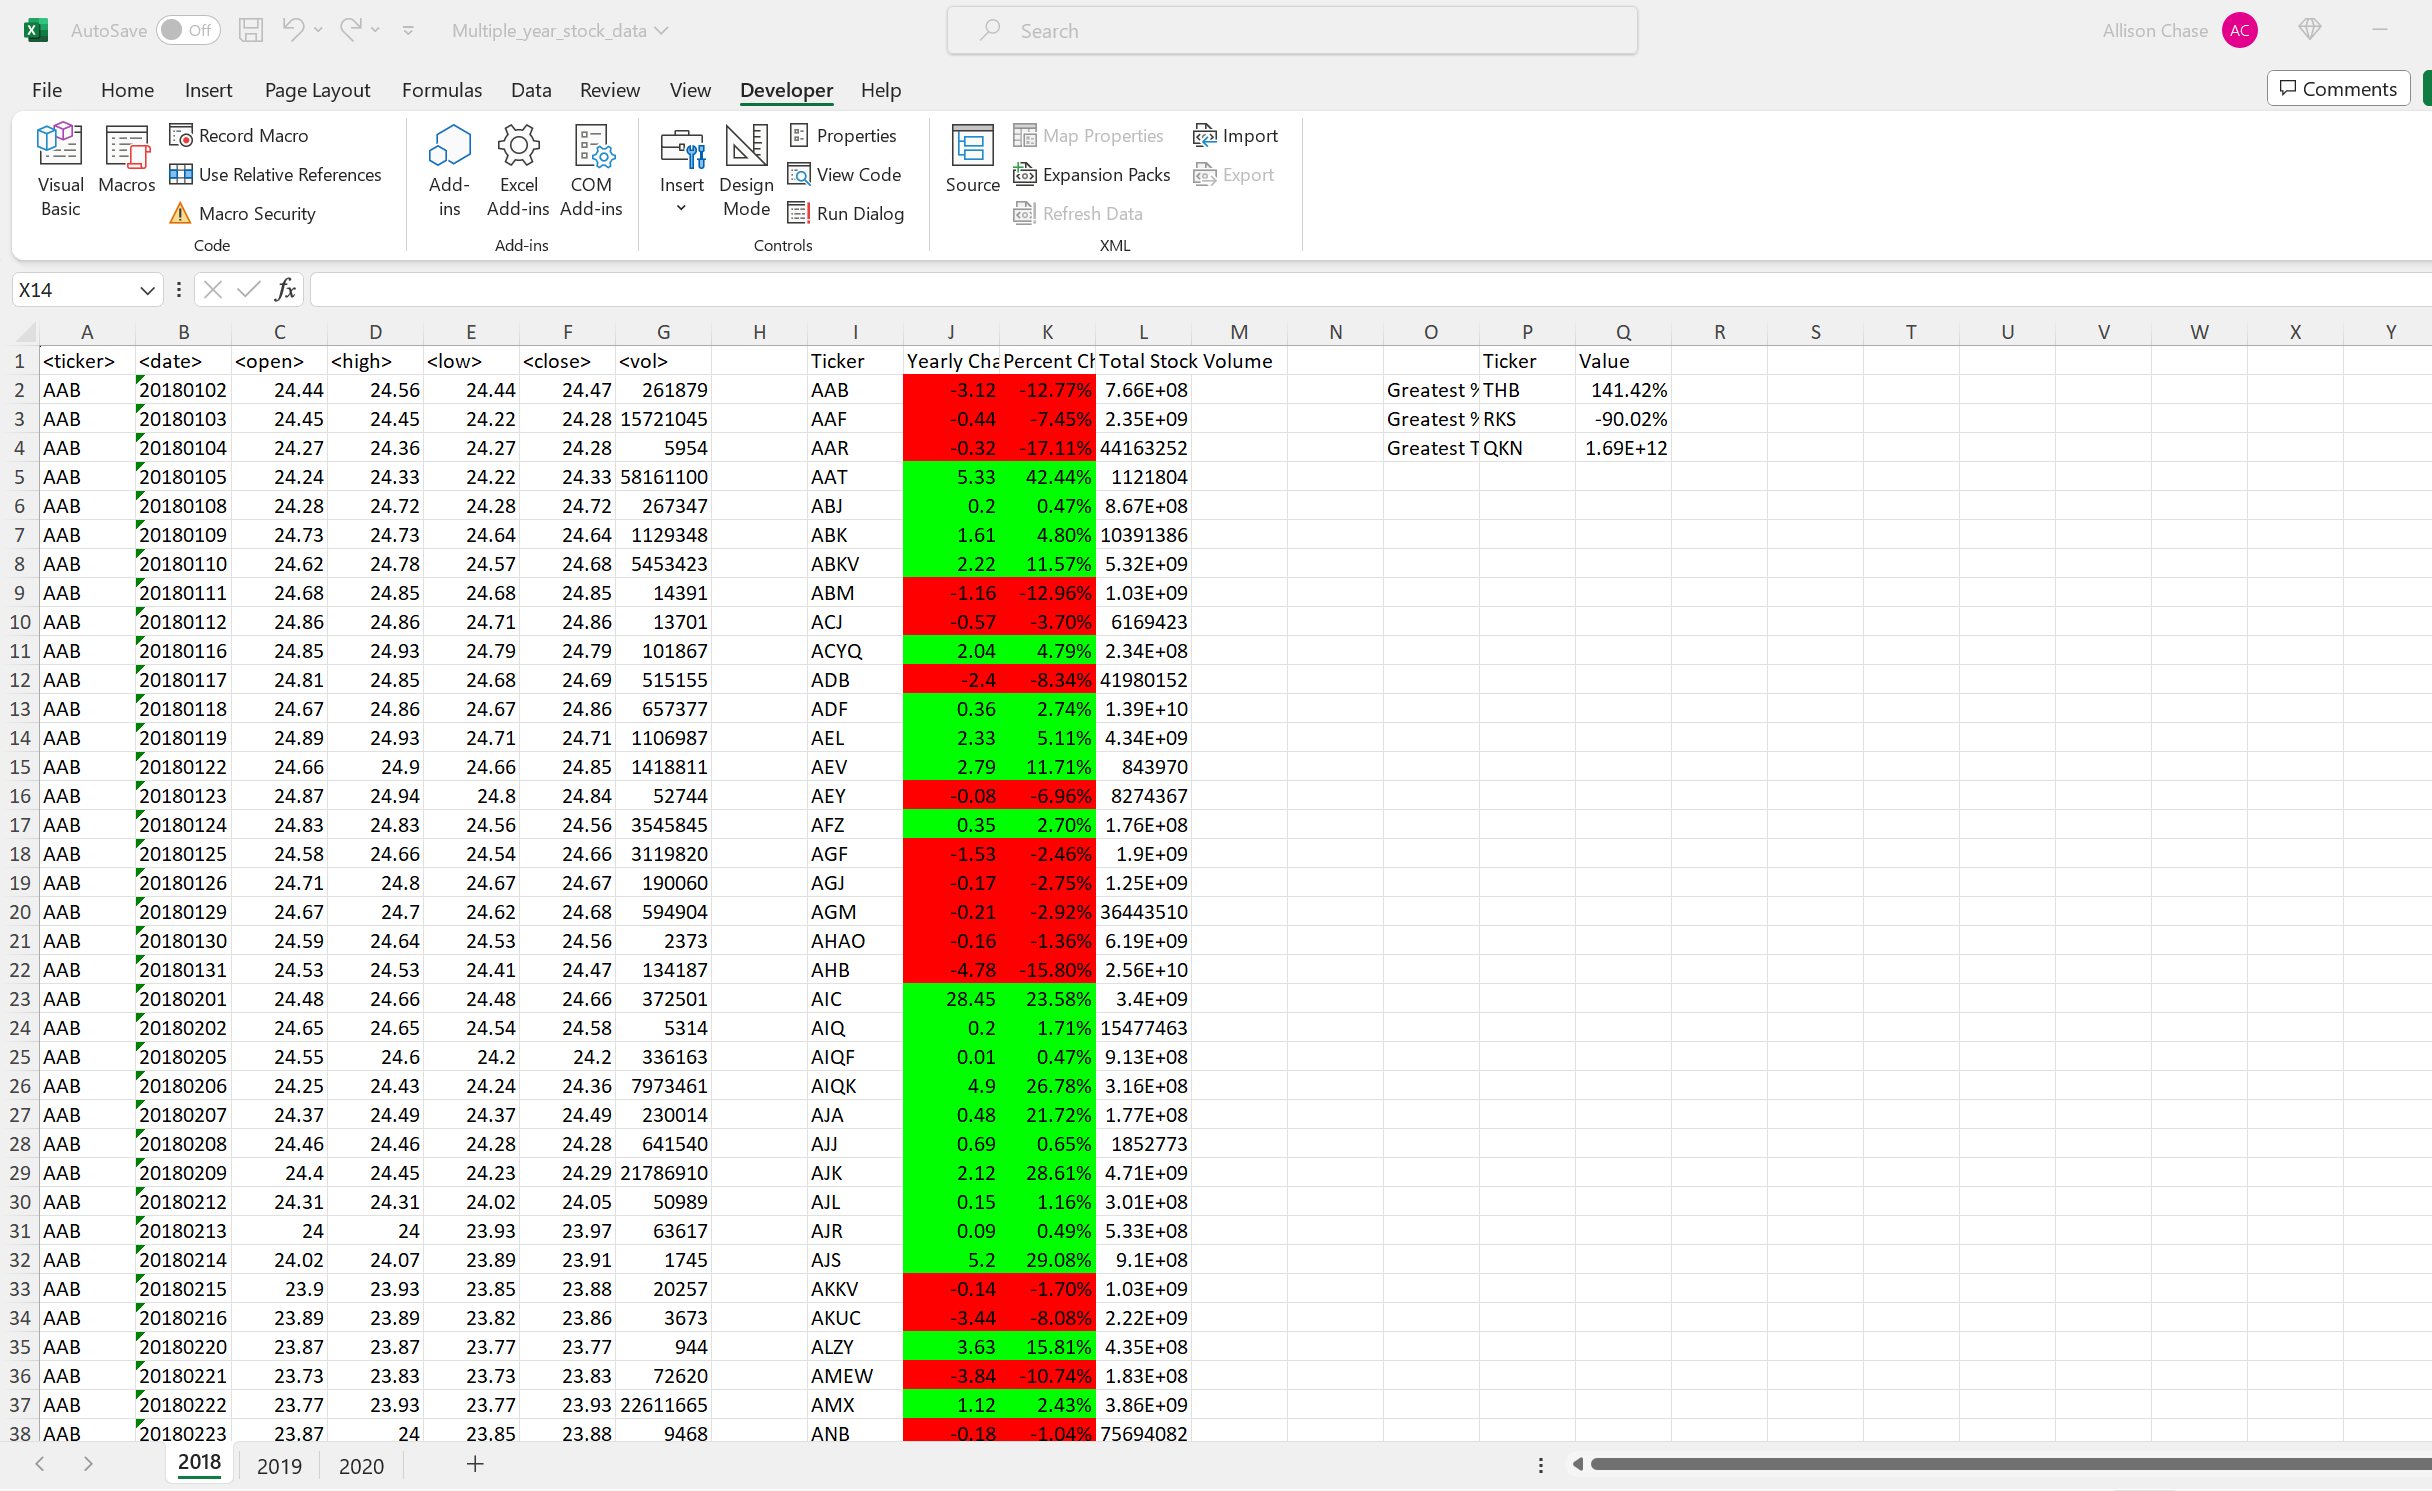 AutoSave Off Multiple_year_stock_data Search Allison Chase AC
File Home Insert Page Layout Formulas Data Review View Developer Help Comments
Visual Basic
Macros
Record Macro
Use Relative References
Macro Security
Code
Add-ins
Excel Add-ins
COM Add-ins
Add-ins
Insert
Design Mode
Properties
View Code
Run Dialog
Controls
Source
Map Properties
Expansion Packs
Refresh Data
Import
Export
XML
X14 fx
A B C D E F G H I J K L M N O P Q R S T U V W X Y
1 <ticker> <date> <open> <high> <low> <close> <vol> Ticker Yearly Cha Percent Ch Total Stock Volume Ticker Value
2 AAB 20180102 24.44 24.56 24.44 24.47 261879 AAB -3.12 -12.77% 7.66E+08 Greatest % THB 141.42%
3 AAB 20180103 24.45 24.45 24.22 24.28 15721045 AAF -0.44 -7.45% 2.35E+09 Greatest % RKS -90.02%
4 AAB 20180104 24.27 24.36 24.27 24.28 5954 AAR -0.32 -17.11% 44163252 Greatest T QKN 1.69E+12
5 AAB 20180105 24.24 24.33 24.22 24.33 58161100 AAT 5.33 42.44% 1121804
6 AAB 20180108 24.28 24.72 24.28 24.72 267347 ABJ 0.2 0.47% 8.67E+08
7 AAB 20180109 24.73 24.73 24.64 24.64 1129348 ABK 1.61 4.80% 10391386
8 AAB 20180110 24.62 24.78 24.57 24.68 5453423 ABKV 2.22 11.57% 5.32E+09
9 AAB 20180111 24.68 24.85 24.68 24.85 14391 ABM -1.16 -12.96% 1.03E+09
10 AAB 20180112 24.86 24.86 24.71 24.86 13701 ACJ -0.57 -3.70% 6169423
11 AAB 20180116 24.85 24.93 24.79 24.79 101867 ACYQ 2.04 4.79% 2.34E+08
12 AAB 20180117 24.81 24.85 24.68 24.69 515155 ADB -2.4 -8.34% 41980152
13 AAB 20180118 24.67 24.86 24.67 24.86 657377 ADF 0.36 2.74% 1.39E+10
14 AAB 20180119 24.89 24.93 24.71 24.71 1106987 AEL 2.33 5.11% 4.34E+09
15 AAB 20180122 24.66 24.9 24.66 24.85 1418811 AEV 2.79 11.71% 843970
16 AAB 20180123 24.87 24.94 24.8 24.84 52744 AEY -0.08 -6.96% 8274367
17 AAB 20180124 24.83 24.83 24.56 24.56 3545845 AFZ 0.35 2.70% 1.76E+08
18 AAB 20180125 24.58 24.66 24.54 24.66 3119820 AGF -1.53 -2.46% 1.9E+09
19 AAB 20180126 24.71 24.8 24.67 24.67 190060 AGJ -0.17 -2.75% 1.25E+09
20 AAB 20180129 24.67 24.7 24.62 24.68 594904 AGM -0.21 -2.92% 36443510
21 AAB 20180130 24.59 24.64 24.53 24.56 2373 AHAO -0.16 -1.36% 6.19E+09
22 AAB 20180131 24.53 24.53 24.41 24.47 134187 AHB -4.78 -15.80% 2.56E+10
23 AAB 20180201 24.48 24.66 24.48 24.66 372501 AIC 28.45 23.58% 3.4E+09
24 AAB 20180202 24.65 24.65 24.54 24.58 5314 AIQ 0.2 1.71% 15477463
25 AAB 20180205 24.55 24.6 24.2 24.2 336163 AIQF 0.01 0.47% 9.13E+08
26 AAB 20180206 24.25 24.43 24.24 24.36 7973461 AIQK 4.9 26.78% 3.16E+08
27 AAB 20180207 24.37 24.49 24.37 24.49 230014 AJA 0.48 21.72% 1.77E+08
28 AAB 20180208 24.46 24.46 24.28 24.28 641540 AJJ 0.69 0.65% 1852773
29 AAB 20180209 24.4 24.45 24.23 24.29 21786910 AJK 2.12 28.61% 4.71E+09
30 AAB 20180212 24.31 24.31 24.02 24.05 50989 AJL 0.15 1.16% 3.01E+08
31 AAB 20180213 24 24 23.93 23.97 63617 AJR 0.09 0.49% 5.33E+08
32 AAB 20180214 24.02 24.07 23.89 23.91 1745 AJS 5.2 29.08% 9.1E+08
33 AAB 20180215 23.9 23.93 23.85 23.88 20257 AKKV -0.14 -1.70% 1.03E+09
34 AAB 20180216 23.89 23.89 23.82 23.86 3673 AKUC -3.44 -8.08% 2.22E+09
35 AAB 20180220 23.87 23.87 23.77 23.77 944 ALZY 3.63 15.81% 4.35E+08
36 AAB 20180221 23.73 23.83 23.73 23.83 72620 AMEW -3.84 -10.74% 1.83E+08
37 AAB 20180222 23.77 23.93 23.77 23.93 22611665 AMX 1.12 2.43% 3.86E+09
38 AAB 20180223 23.87 24 23.85 23.88 9468 ANB -0.18 -1.04% 75694082
2018 2019 2020